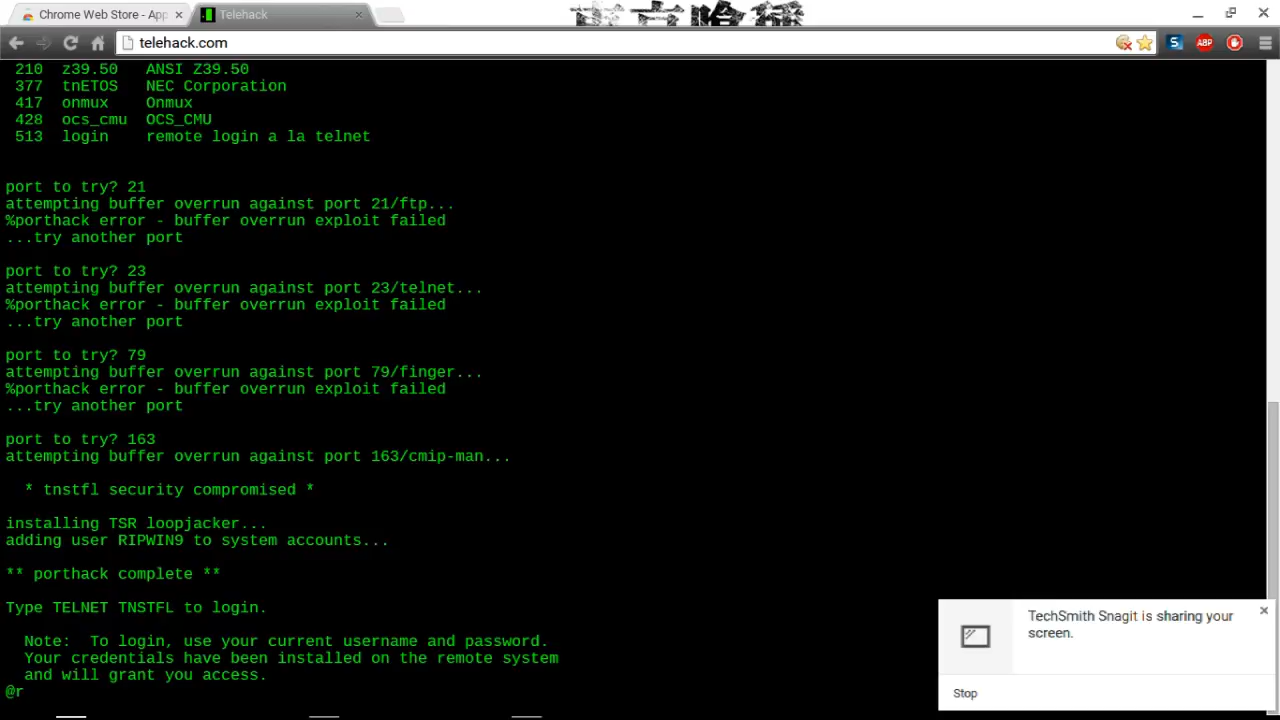 Chrome Web Store - App
Telehack
東京喰種
telehack.com
S ABP
210 z39.50 ANSI Z39.50
377 tnETOS NEC Corporation
417 onmux Onmux
428 ocs_cmu OCS_CMU
513 login remote login a la telnet
port to try? 21
attempting buffer overrun against port 21/ftp...
%porthack error - buffer overrun exploit failed
...try another port
port to try? 23
attempting buffer overrun against port 23/telnet...
%porthack error - buffer overrun exploit failed
...try another port
port to try? 79
attempting buffer overrun against port 79/finger...
%porthack error - buffer overrun exploit failed
...try another port
port to try? 163
attempting buffer overrun against port 163/cmip-man...
* tnstfl security compromised *
installing TSR loopjacker...
adding user RIPWIN9 to system accounts...
** porthack complete **
Type TELNET TNSTFL to login.
Note: To login, use your current username and password.
Your credentials have been installed on the remote system
and will grant you access.
@r
TechSmith Snagit is sharing your
screen.
Stop